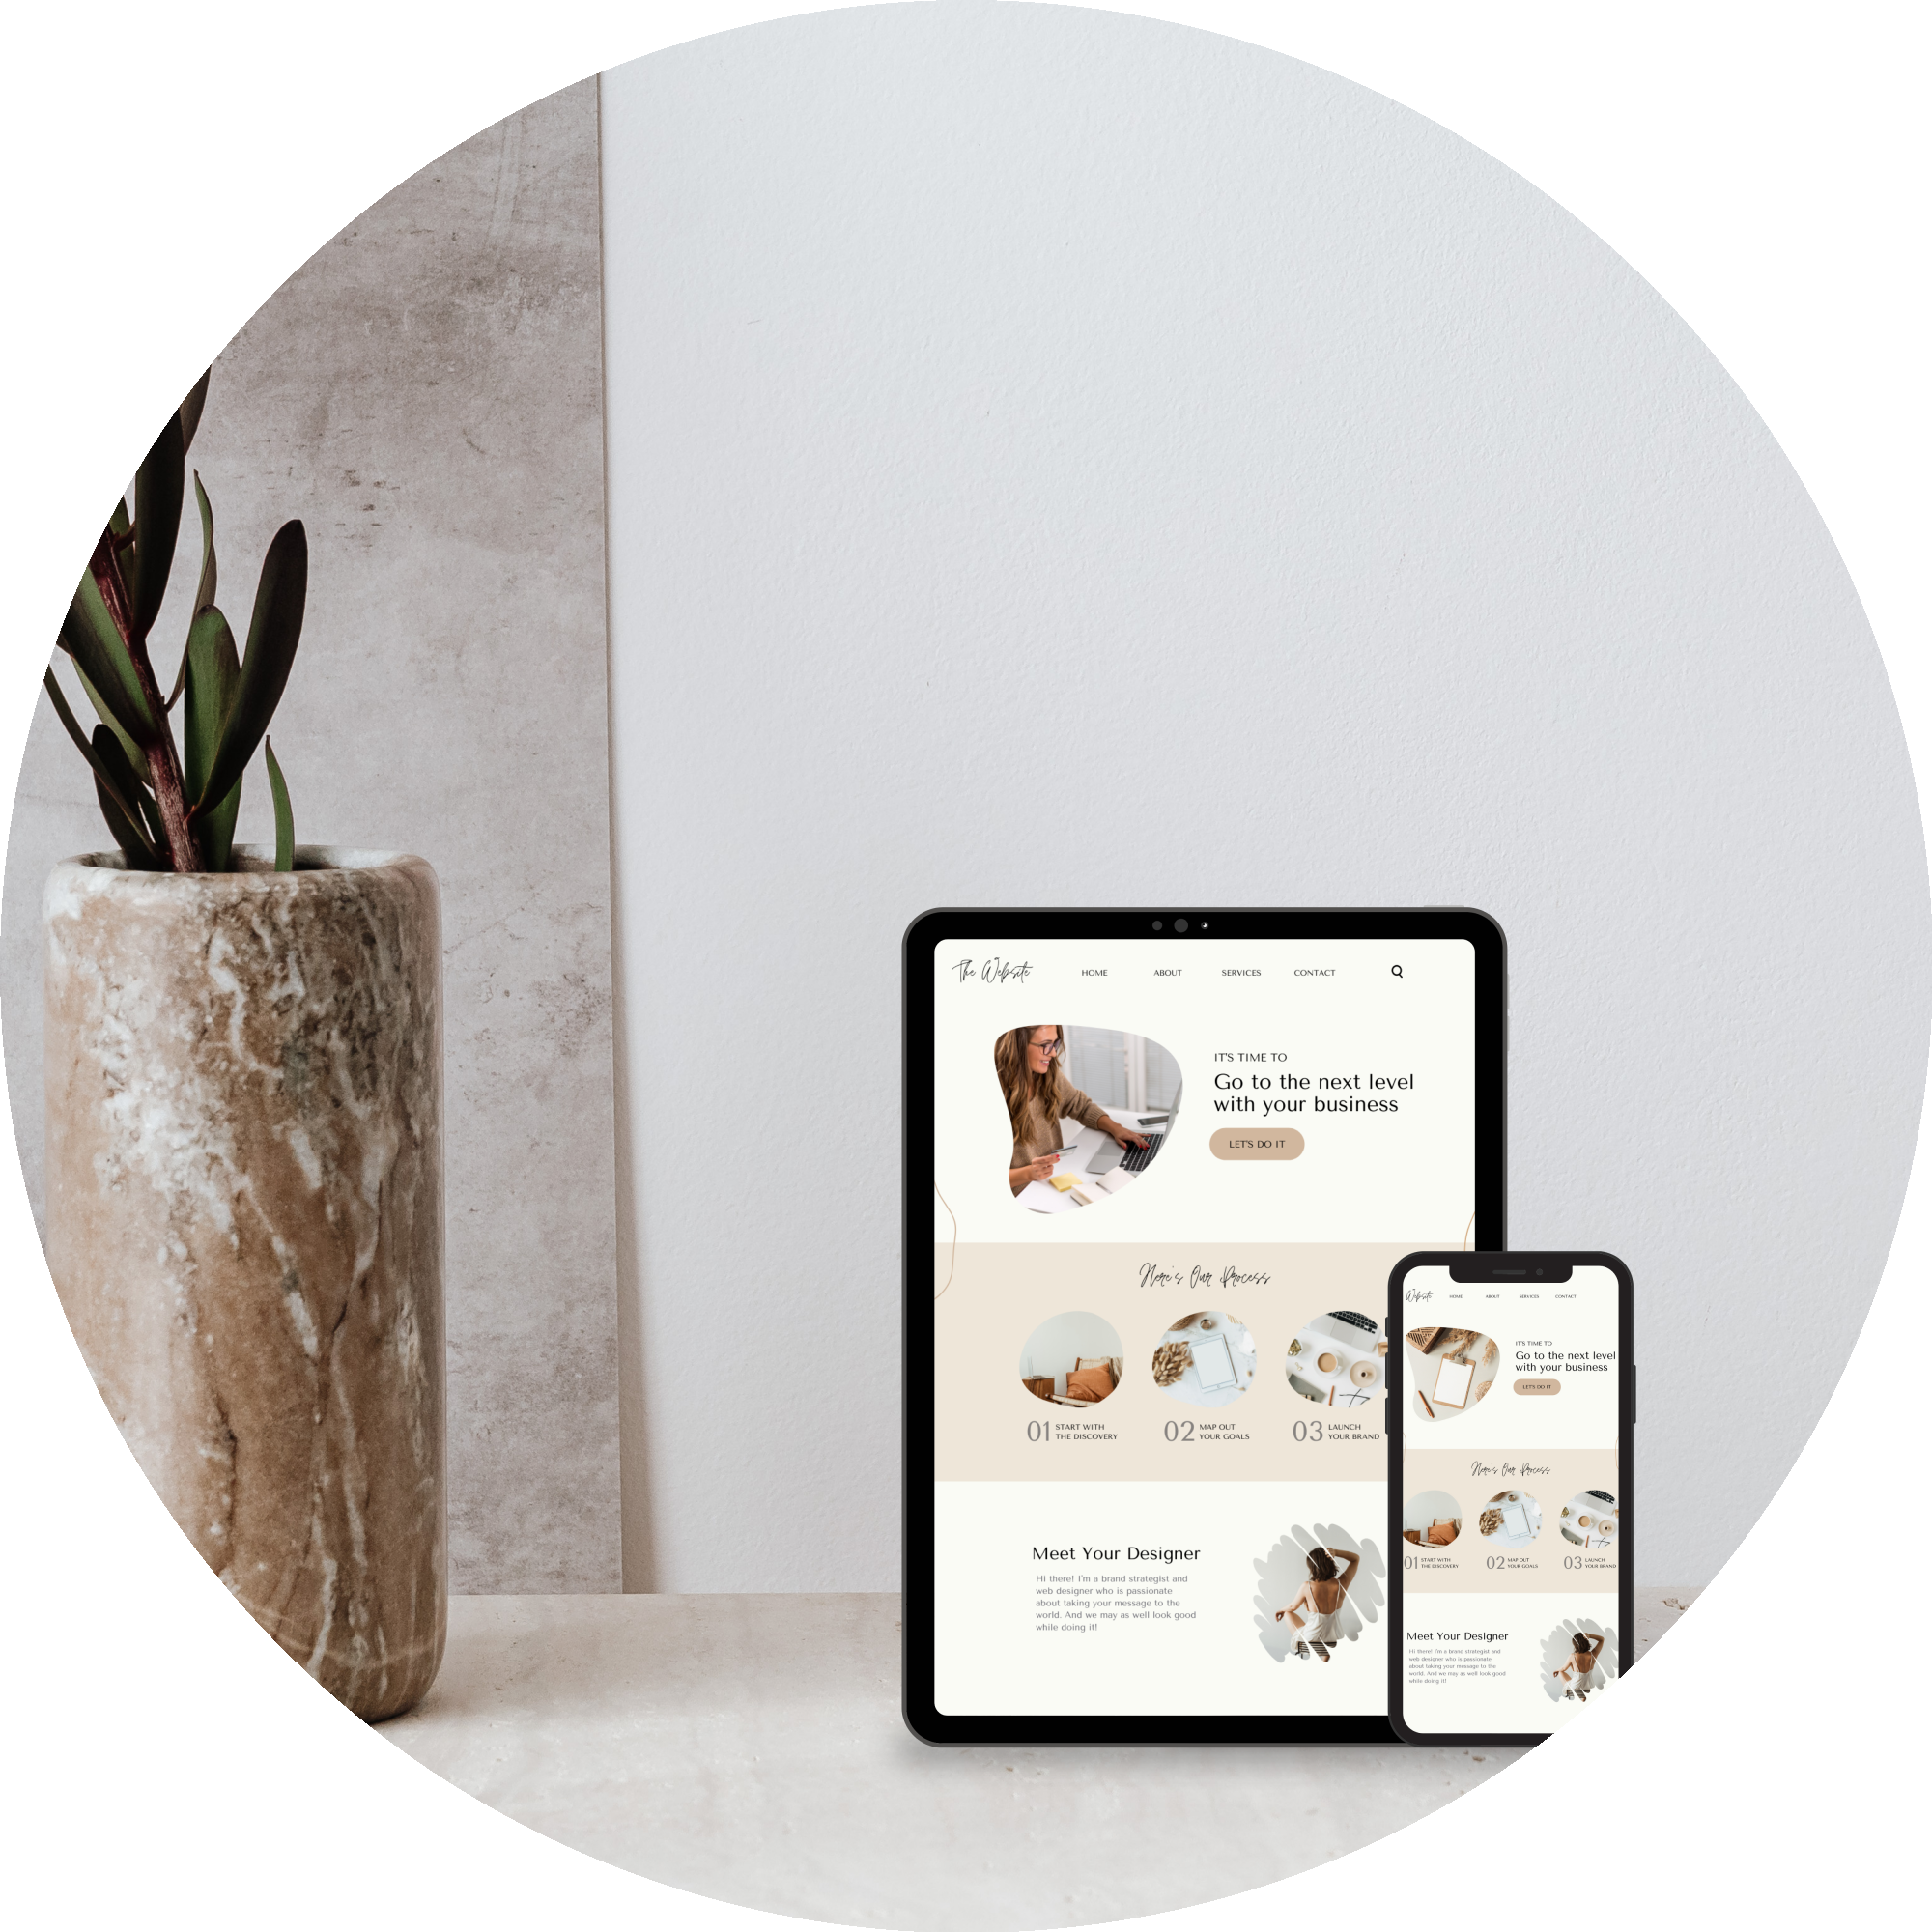 The Website
HOME ABOUT SERVICES CONTACT
IT'S TIME TO
Go to the next level
with your business
LET'S DO IT
Here's Our Process
01 START WITH
THE DISCOVERY
02 MAP OUT
YOUR GOALS
03 LAUNCH
YOUR BRAND
Meet Your Designer
Hi there! I'm a brand strategist and
web designer who is passionate
about taking your message to the
world. And we may as well look good
while doing it!
Website
HOME ABOUT SERVICES CONTACT
IT'S TIME TO
Go to the next level
with your business
LET'S DO IT
Here's Our Process
01 START WITH
THE DISCOVERY
02 MAP OUT
YOUR GOALS
03 LAUNCH
YOUR BRAND
Meet Your Designer
Hi there! I'm a brand strategist and
web designer who is passionate
about taking your message to the
world. And we may as well look good
while doing it!